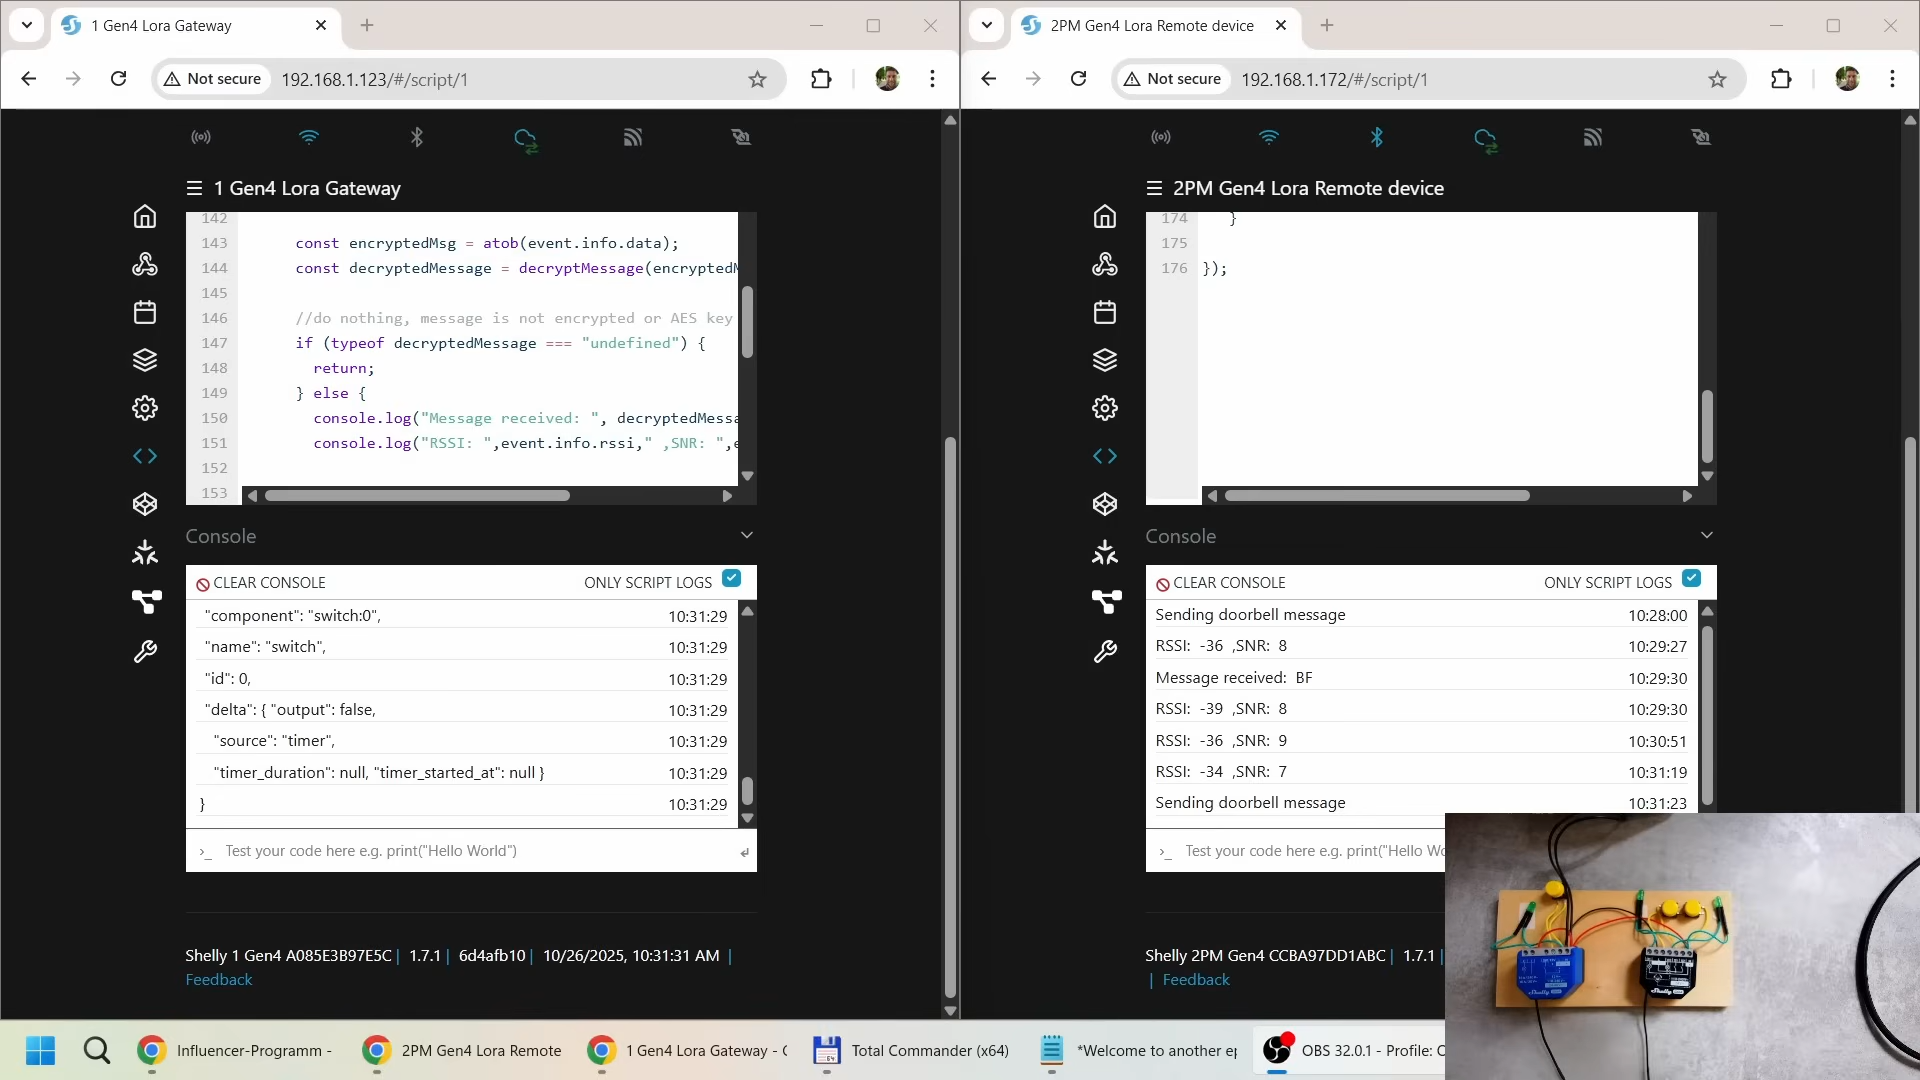 1 Gen4 Lora Gateway
Not secure
192.168.1.123/#/script/1
1 Gen4 Lora Gateway
142
143 const encryptedMsg = atob(event.info.data);
144 const decryptedMessage = decryptMessage(encryptedM
145
146 //do nothing, message is not encrypted or AES key
147 if (typeof decryptedMessage === "undefined") {
148 return;
149 } else {
150 console.log("Message received: ", decryptedMessa
151 console.log("RSSI: ",event.info.rssi," ,SNR: ",e
152
153
Console
CLEAR CONSOLE ONLY SCRIPT LOGS
"component": "switch:0", 10:31:29
"name": "switch", 10:31:29
"id": 0, 10:31:29
"delta": { "output": false, 10:31:29
"source": "timer", 10:31:29
"timer_duration": null, "timer_started_at": null } 10:31:29
} 10:31:29
Test your code here e.g. print("Hello World")
Shelly 1 Gen4 A085E3B97E5C | 1.7.1 | 6d4afb10 | 10/26/2025, 10:31:31 AM |
Feedback
2PM Gen4 Lora Remote device
Not secure
192.168.1.172/#/script/1
2PM Gen4 Lora Remote device
174 }
175
176 });
Console
CLEAR CONSOLE ONLY SCRIPT LOGS
Sending doorbell message 10:28:00
RSSI: -36 ,SNR: 8 10:29:27
Message received: BF 10:29:30
RSSI: -39 ,SNR: 8 10:29:30
RSSI: -36 ,SNR: 9 10:30:51
RSSI: -34 ,SNR: 7 10:31:19
Sending doorbell message 10:31:23
Test your code here e.g. print("Hello Wo
Shelly 2PM Gen4 CCBA97DD1ABC | 1.7.1 |
| Feedback
Influencer-Programm -
2PM Gen4 Lora Remote
1 Gen4 Lora Gateway - 
Total Commander (x64)
*Welcome to another ep
OBS 32.0.1 - Profile: